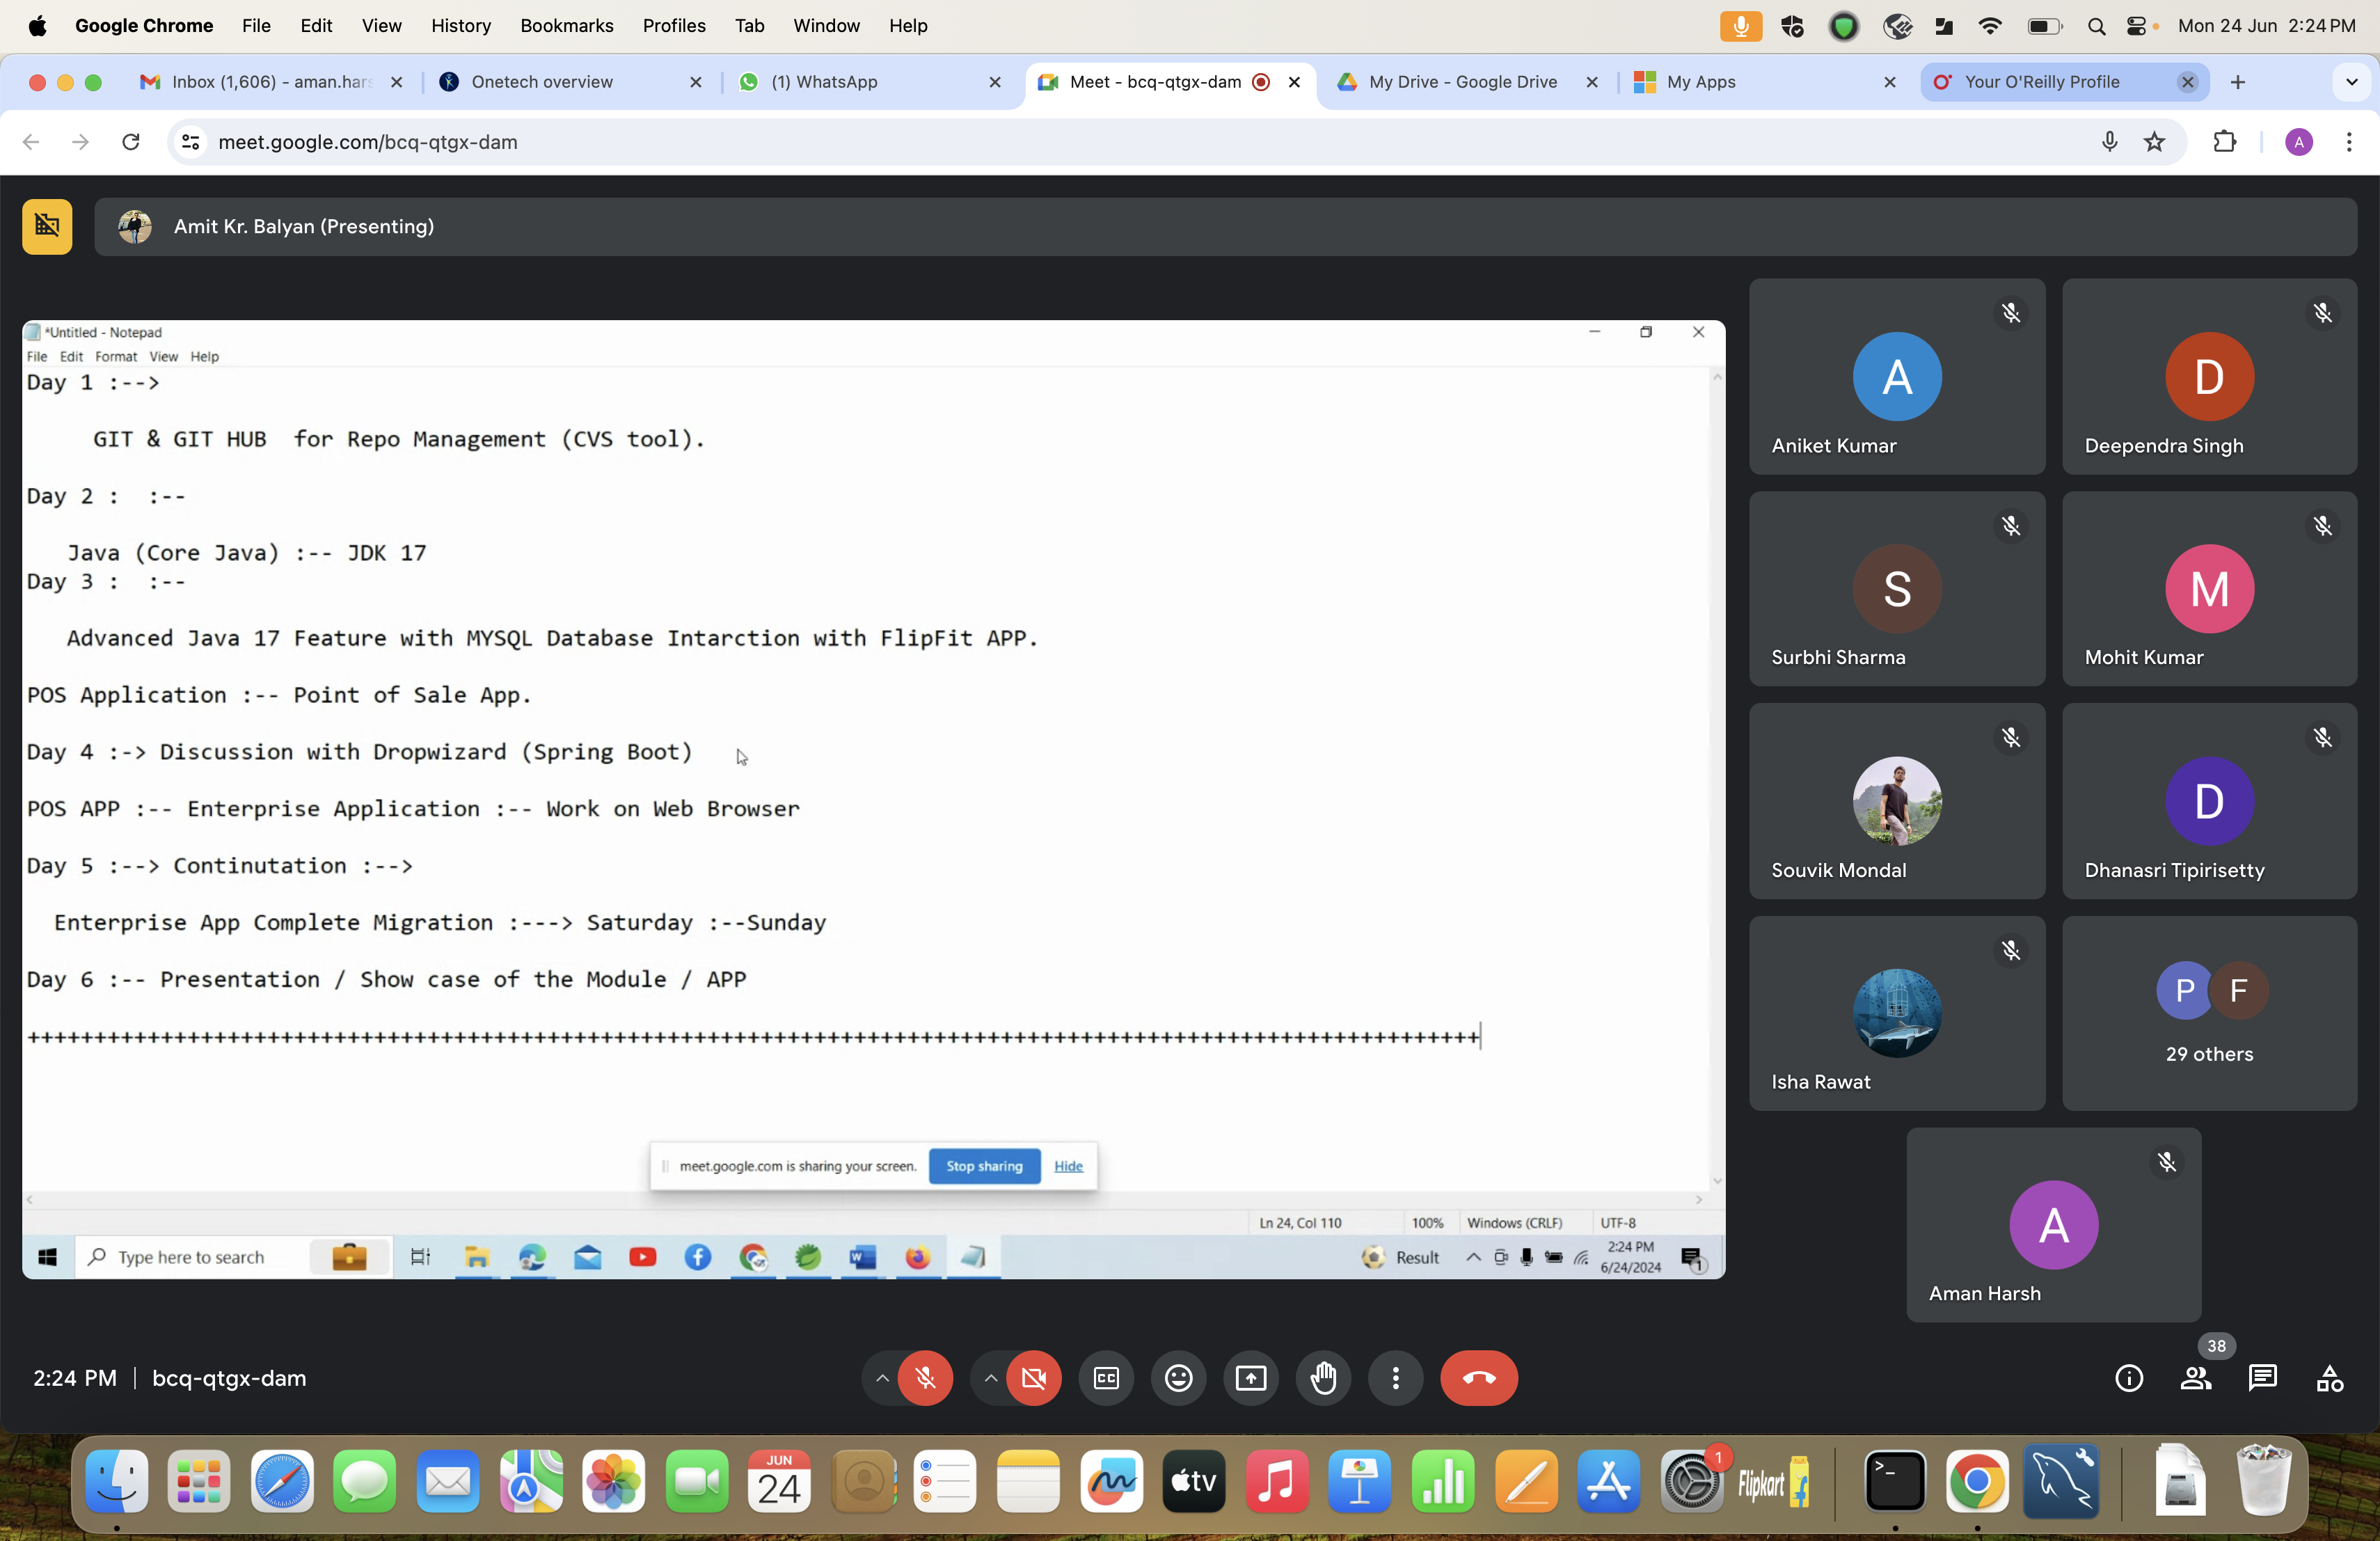 Google Chrome File Edit View History Bookmarks Profiles Tab Window Help Mon 24 Jun 2:24 PM
Inbox (1,606) - aman.hars Onetech overview (1) WhatsApp Meet - bcq-qtgx-dam My Drive - Google Drive My Apps Your O'Reilly Profile
meet.google.com/bcq-qtgx-dam A
Amit Kr. Balyan (Presenting)
*Untitled - Notepad
File Edit Format View Help
Day 1 :-->
GIT & GIT HUB for Repo Management (CVS tool).
Day 2 : :--
Java (Core Java) :-- JDK 17
Day 3 : :--
Advanced Java 17 Feature with MYSQL Database Intarction with FlipFit APP.
POS Application :-- Point of Sale App.
Day 4 :-> Discussion with Dropwizard (Spring Boot)
POS APP :-- Enterprise Application :-- Work on Web Browser
Day 5 :--> Continutation :-->
Enterprise App Complete Migration :---> Saturday :--Sunday
Day 6 :-- Presentation / Show case of the Module / APP
+++++++++++++++++++++++++++++++++++++++++++++++++++++++++++++++++++++++++++++++++++++++++++++++++++++++++++++
meet.google.com is sharing your screen. Stop sharing Hide
Ln 24, Col 110 100% Windows (CRLF) UTF-8
Type here to search Result 2:24 PM
6/24/2024 1
A
Aniket Kumar
D
Deependra Singh
S
Surbhi Sharma
M
Mohit Kumar
Souvik Mondal
D
Dhanasri Tipirisetty
Isha Rawat
P F
29 others
A
Aman Harsh
2:24 PM bcq-qtgx-dam CC 38
JUN
24
tv
1
Flipkart
>_